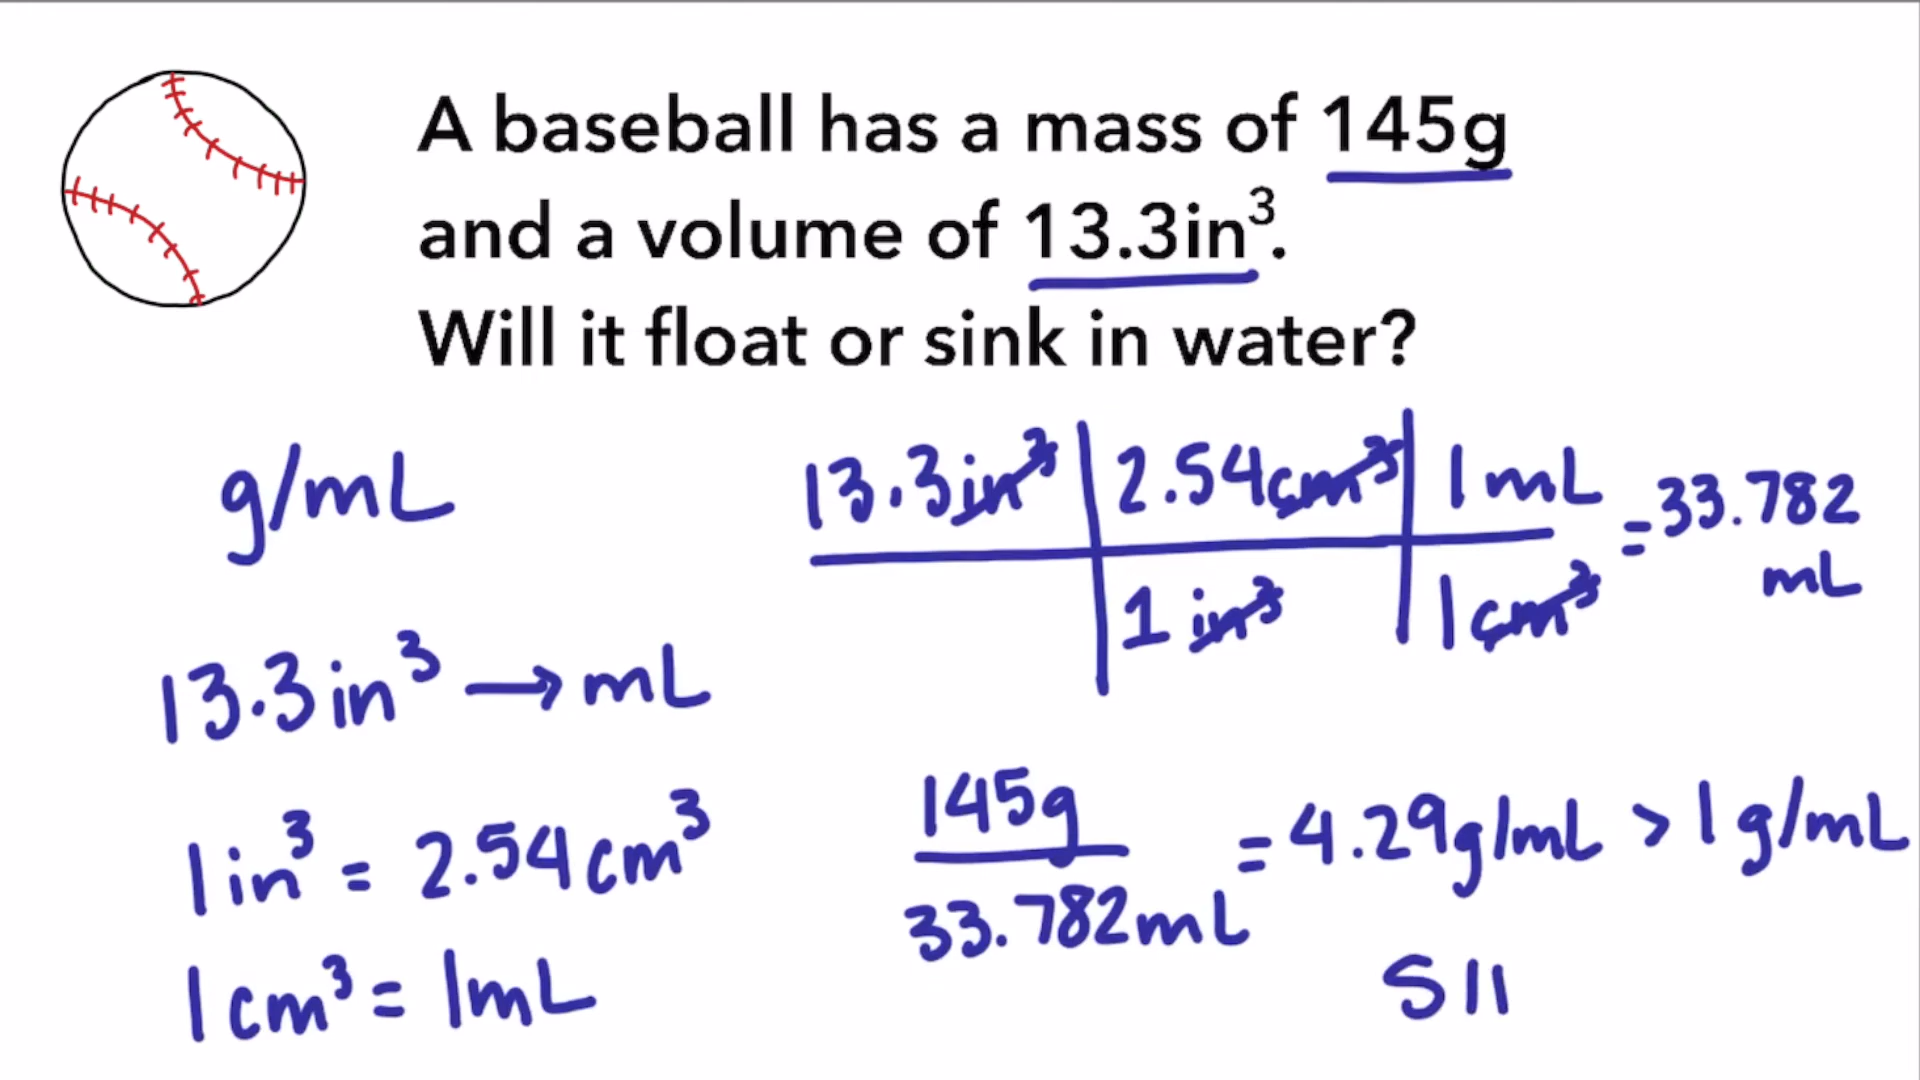 A baseball has a mass of 145g
and a volume of 13.3in³.
Will it float or sink in water?
g/mL
13.3in³ → mL
1in³ = 2.54cm³
1cm³ = 1mL
13.3in³ | 2.54cm³ | 1mL
1in³ | 1cm³
= 33.782
mL
145g
33.782mL
= 4.29g/mL > 1g/mL